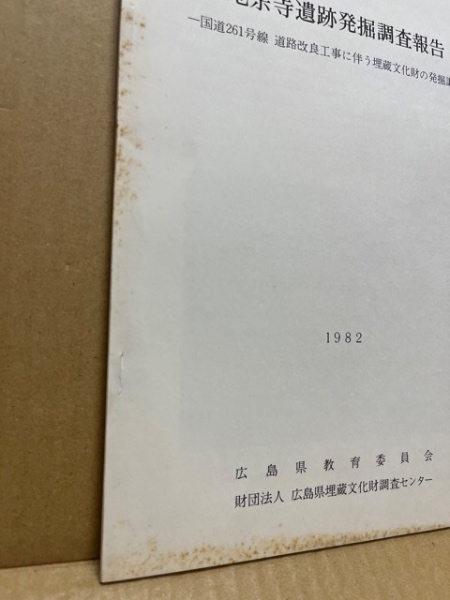 宗寺遺跡発掘調査報告
―国道261号線 道路改良工事に伴う埋蔵文化財の発掘
1982
広島県教育委員会
財団法人 広島県埋蔵文化財調査センター